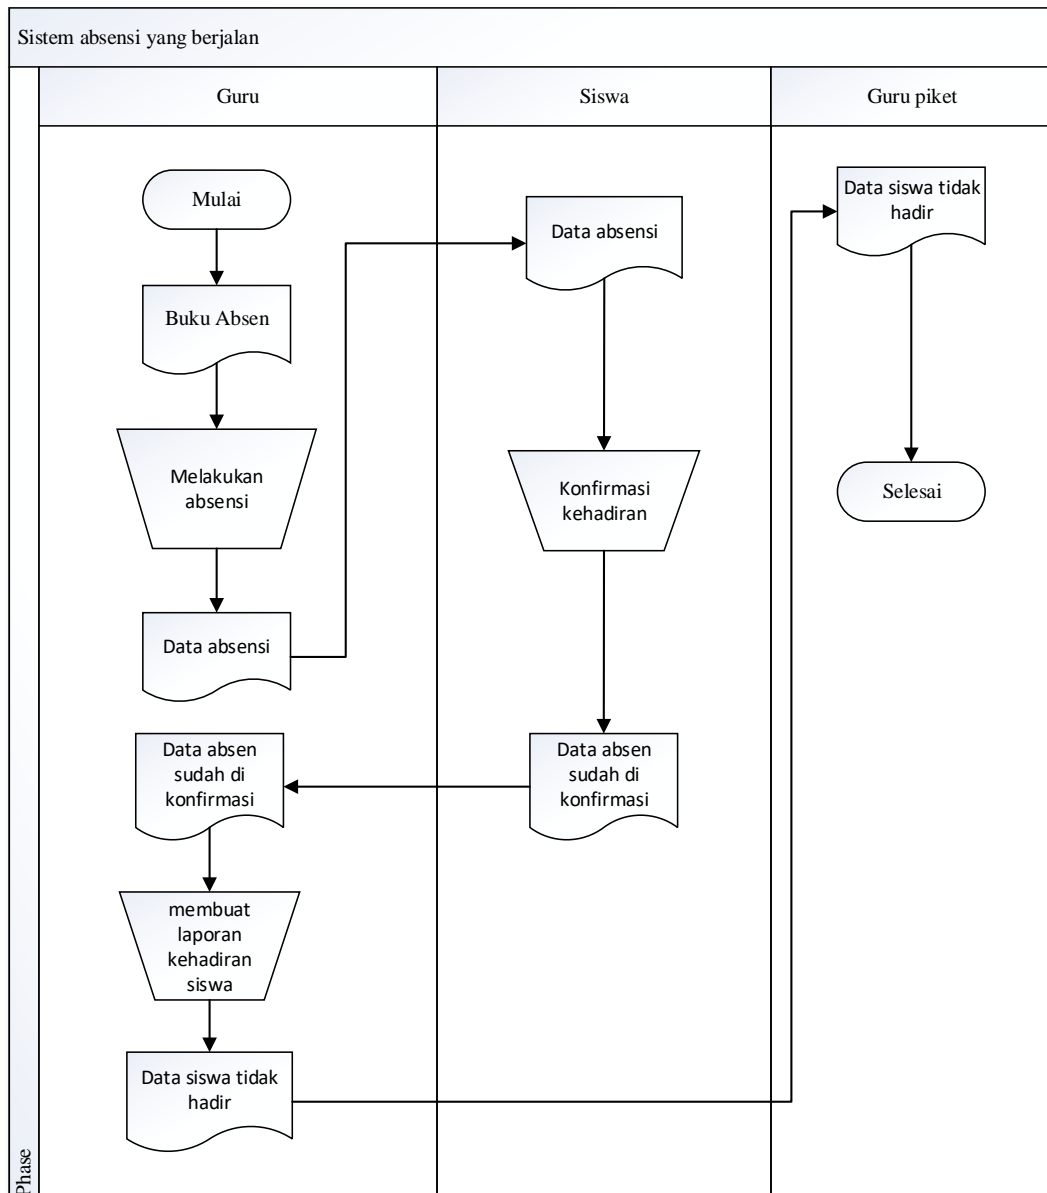 Sistem absensi yang berjalan
Guru
Siswa
Guru piket
Mulai
Buku Absen
Melakukan
absensi
Data absensi
Data absen
sudah di
konfirmasi
membuat
laporan
kehadiran
siswa
Data siswa tidak
hadir
Data absensi
Konfirmasi
kehadiran
Data absen
sudah di
konfirmasi
Data siswa tidak
hadir
Selesai
Phase